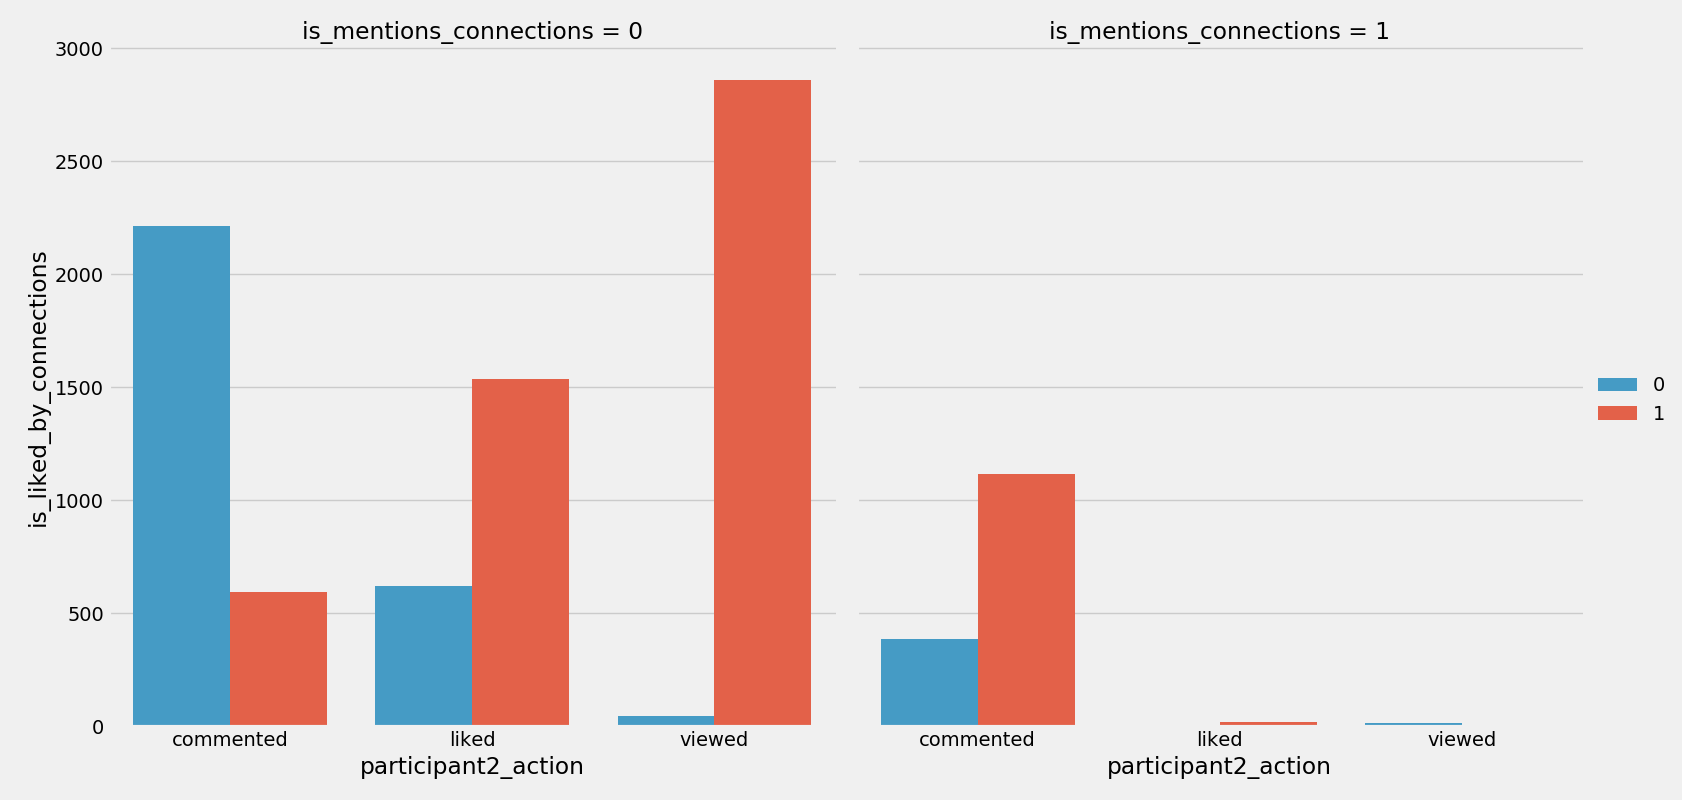 is_mentions_connections = 0
is_mentions_connections = 1
is_liked_by_connections
3000
2500
2000
1500
1000
500
0
commented
liked
viewed
commented
liked
viewed
participant2_action
participant2_action
0
1